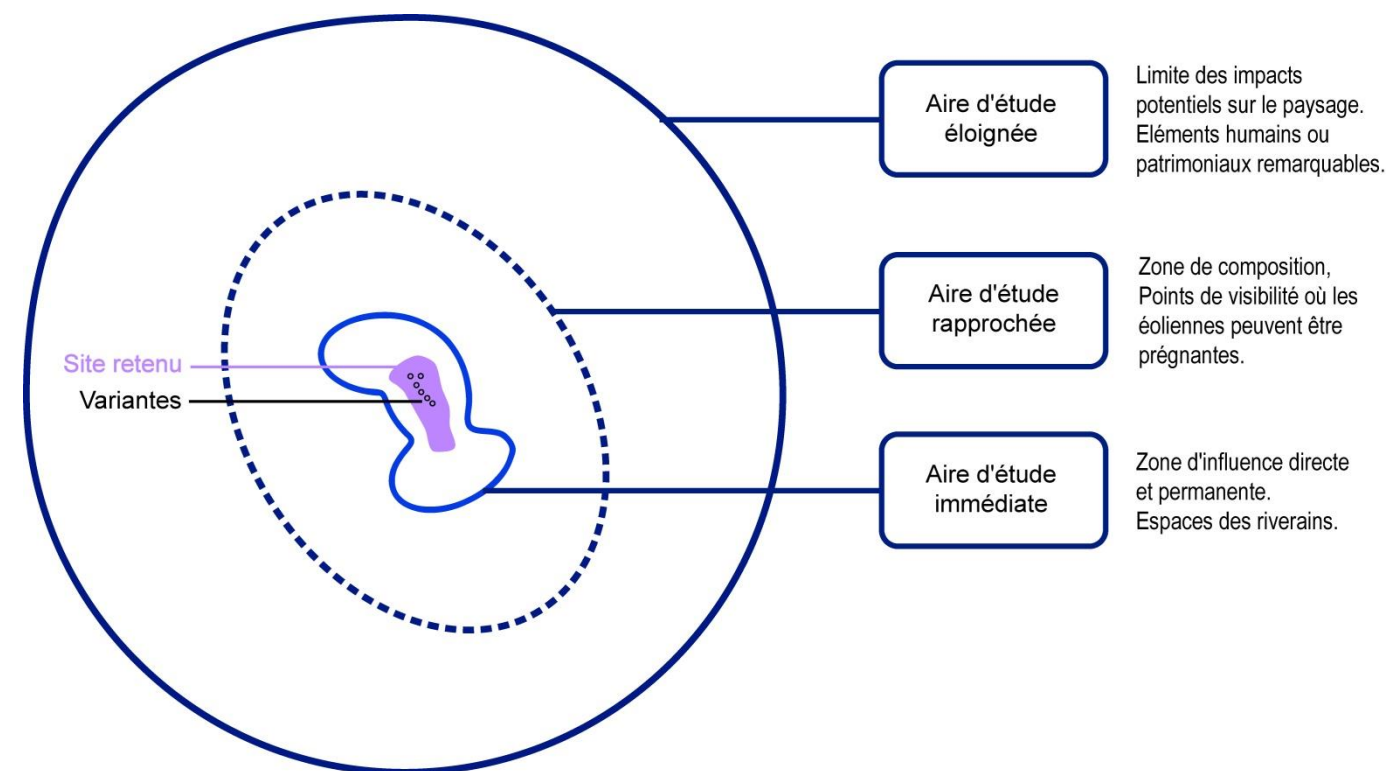 Aire d'étude
éloignée
Limite des impacts
potentiels sur le paysage.
Eléments humains ou
patrimoniaux remarquables.
Aire d'étude
rapprochée
Zone de composition,
Points de visibilité où les
éoliennes peuvent être
prégnantes.
Site retenu
Variantes
Aire d'étude
immédiate
Zone d'influence directe
et permanente.
Espaces des riverains.